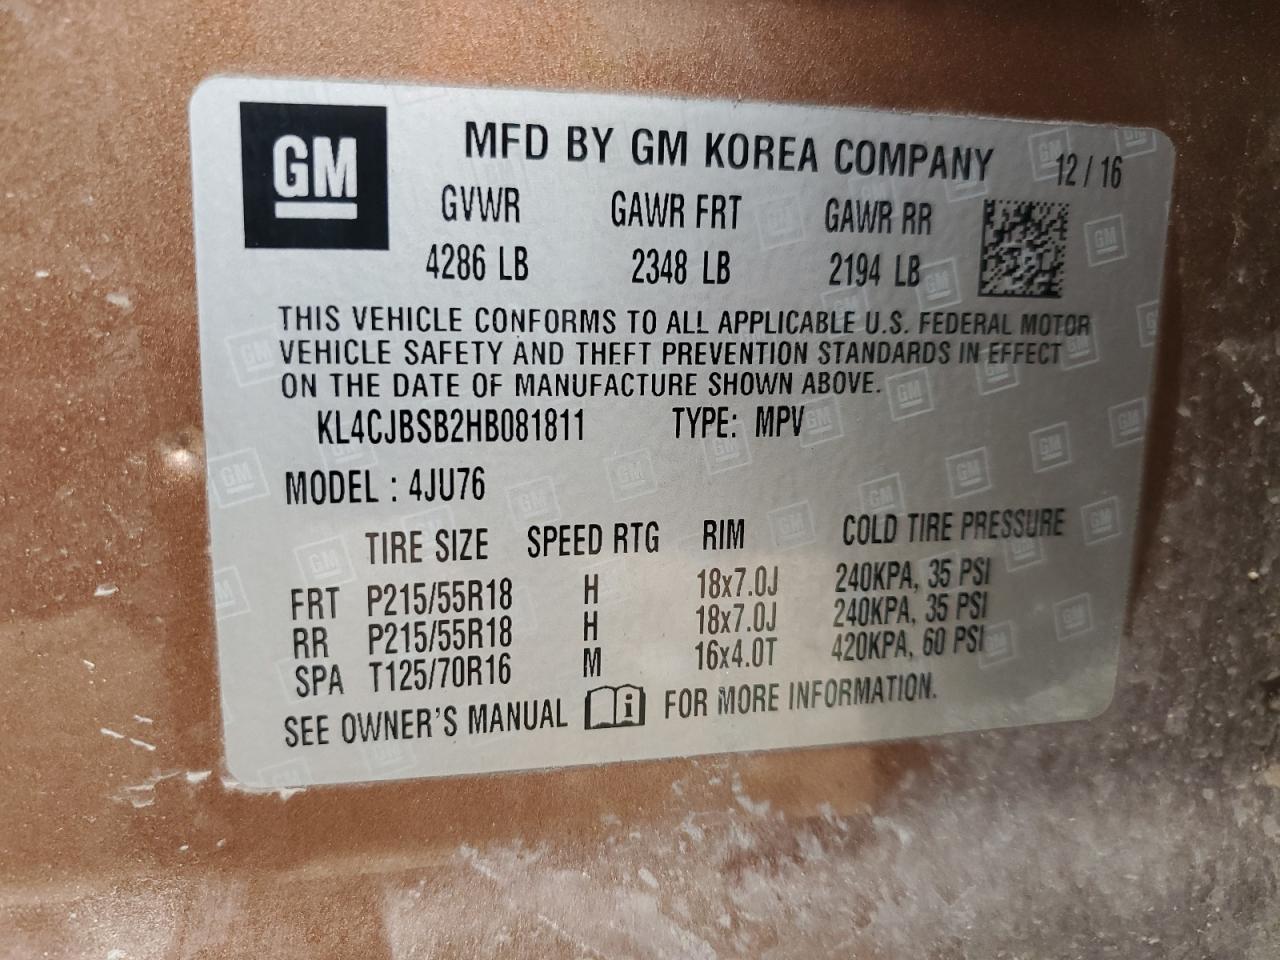 GM
MFD BY GM KOREA COMPANY 12 / 16
GVWR GAWR FRT GAWR RR
4286 LB 2348 LB 2194 LB
THIS VEHICLE CONFORMS TO ALL APPLICABLE U.S. FEDERAL MOTOR
VEHICLE SAFETY AND THEFT PREVENTION STANDARDS IN EFFECT
ON THE DATE OF MANUFACTURE SHOWN ABOVE.
KL4CJBSB2HB081811 TYPE: MPV
MODEL : 4JU76
TIRE SIZE SPEED RTG RIM COLD TIRE PRESSURE
FRT P215/55R18 H 18x7.0J 240KPA, 35 PSI
RR P215/55R18 H 18x7.0J 240KPA, 35 PSI
SPA T125/70R16 M 16x4.0T 420KPA, 60 PSI
SEE OWNER'S MANUAL i FOR MORE INFORMATION.